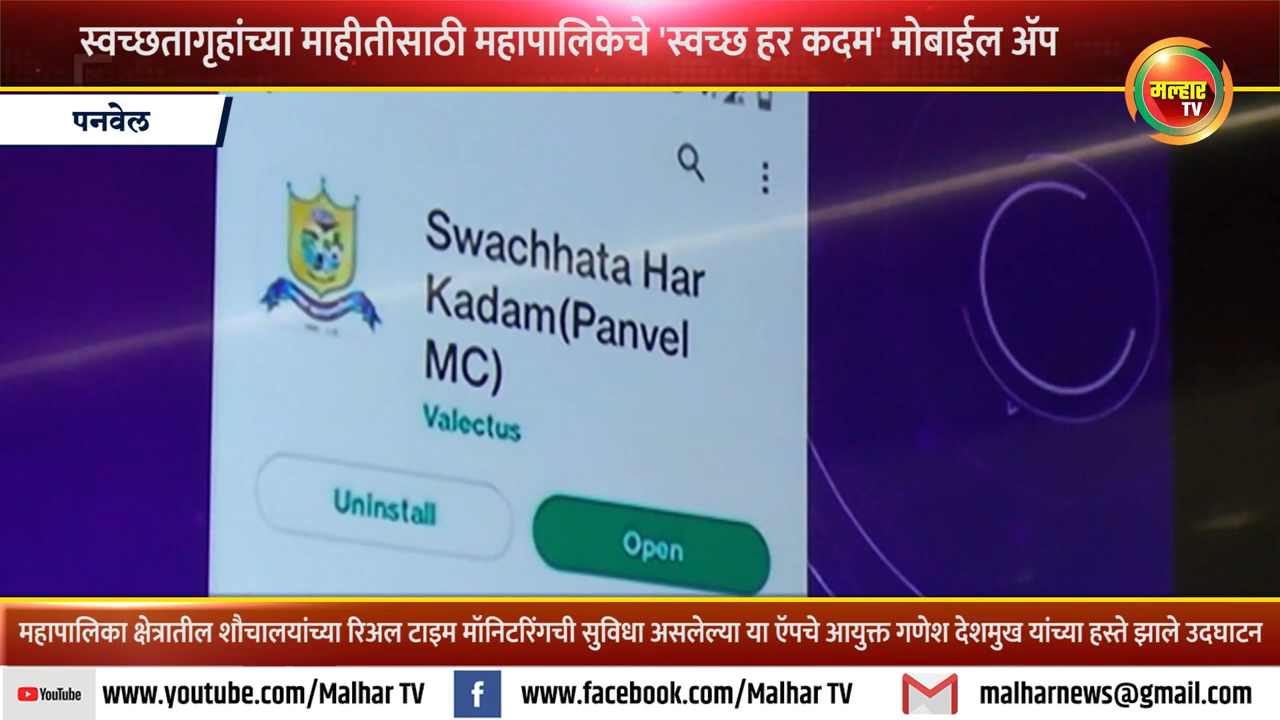 स्वच्छतागृहांच्या माहीतीसाठी महापालिकेचे 'स्वच्छ हर कदम' मोबाईल ॲप
मल्हार
TV
पनवेल
Swachhata Har
Kadam(Panvel
MC)
Valectus
Uninstall
Open
महापालिका क्षेत्रातील शौचालयांच्या रिअल टाइम मॉनिटरिंगची सुविधा असलेल्या या ऍपचे आयुक्त गणेश देशमुख यांच्या हस्ते झाले उदघाटन
YouTube www.youtube.com/Malhar TV www.facebook.com/Malhar TV malharnews@gmail.com